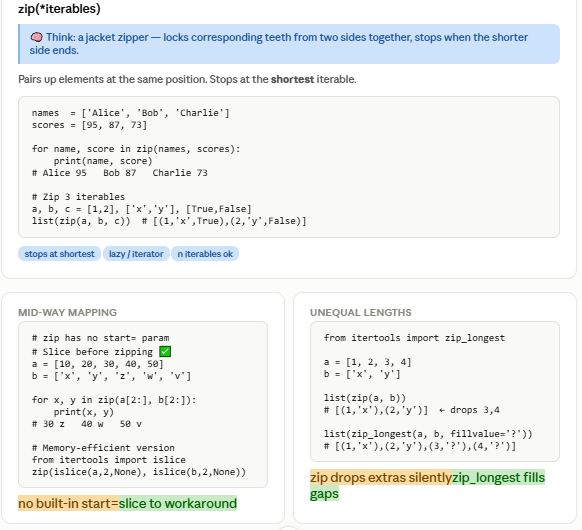 zip(*iterables)
🧠 Think: a jacket zipper — locks corresponding teeth from two sides together, stops when the shorter
side ends.
Pairs up elements at the same position. Stops at the shortest iterable.
names  = ['Alice', 'Bob', 'Charlie']
scores = [95, 87, 73]
for name, score in zip(names, scores):
    print(name, score)
# Alice 95   Bob 87   Charlie 73
# Zip 3 iterables
a, b, c = [1,2], ['x','y'], [True,False]
list(zip(a, b, c))  # [(1,'x',True),(2,'y',False)]
stops at shortest lazy / iterator n iterables ok
MID-WAY MAPPING
# zip has no start= param
# Slice before zipping ✅
a = [10, 20, 30, 40, 50]
b = ['x', 'y', 'z', 'w', 'v']
for x, y in zip(a[2:], b[2:]):
    print(x, y)
# 30 z   40 w   50 v
# Memory-efficient version
from itertools import islice
zip(islice(a,2,None), islice(b,2,None))
no built-in start=slice to workaround
UNEQUAL LENGTHS
from itertools import zip_longest
a = [1, 2, 3, 4]
b = ['x', 'y']
list(zip(a, b))
# [(1,'x'),(2,'y')]  ← drops 3,4
list(zip_longest(a, b, fillvalue='?'))
# [(1,'x'),(2,'y'),(3,'?'),(4,'?')]
zip drops extras silentlyzip_longest fills
gaps